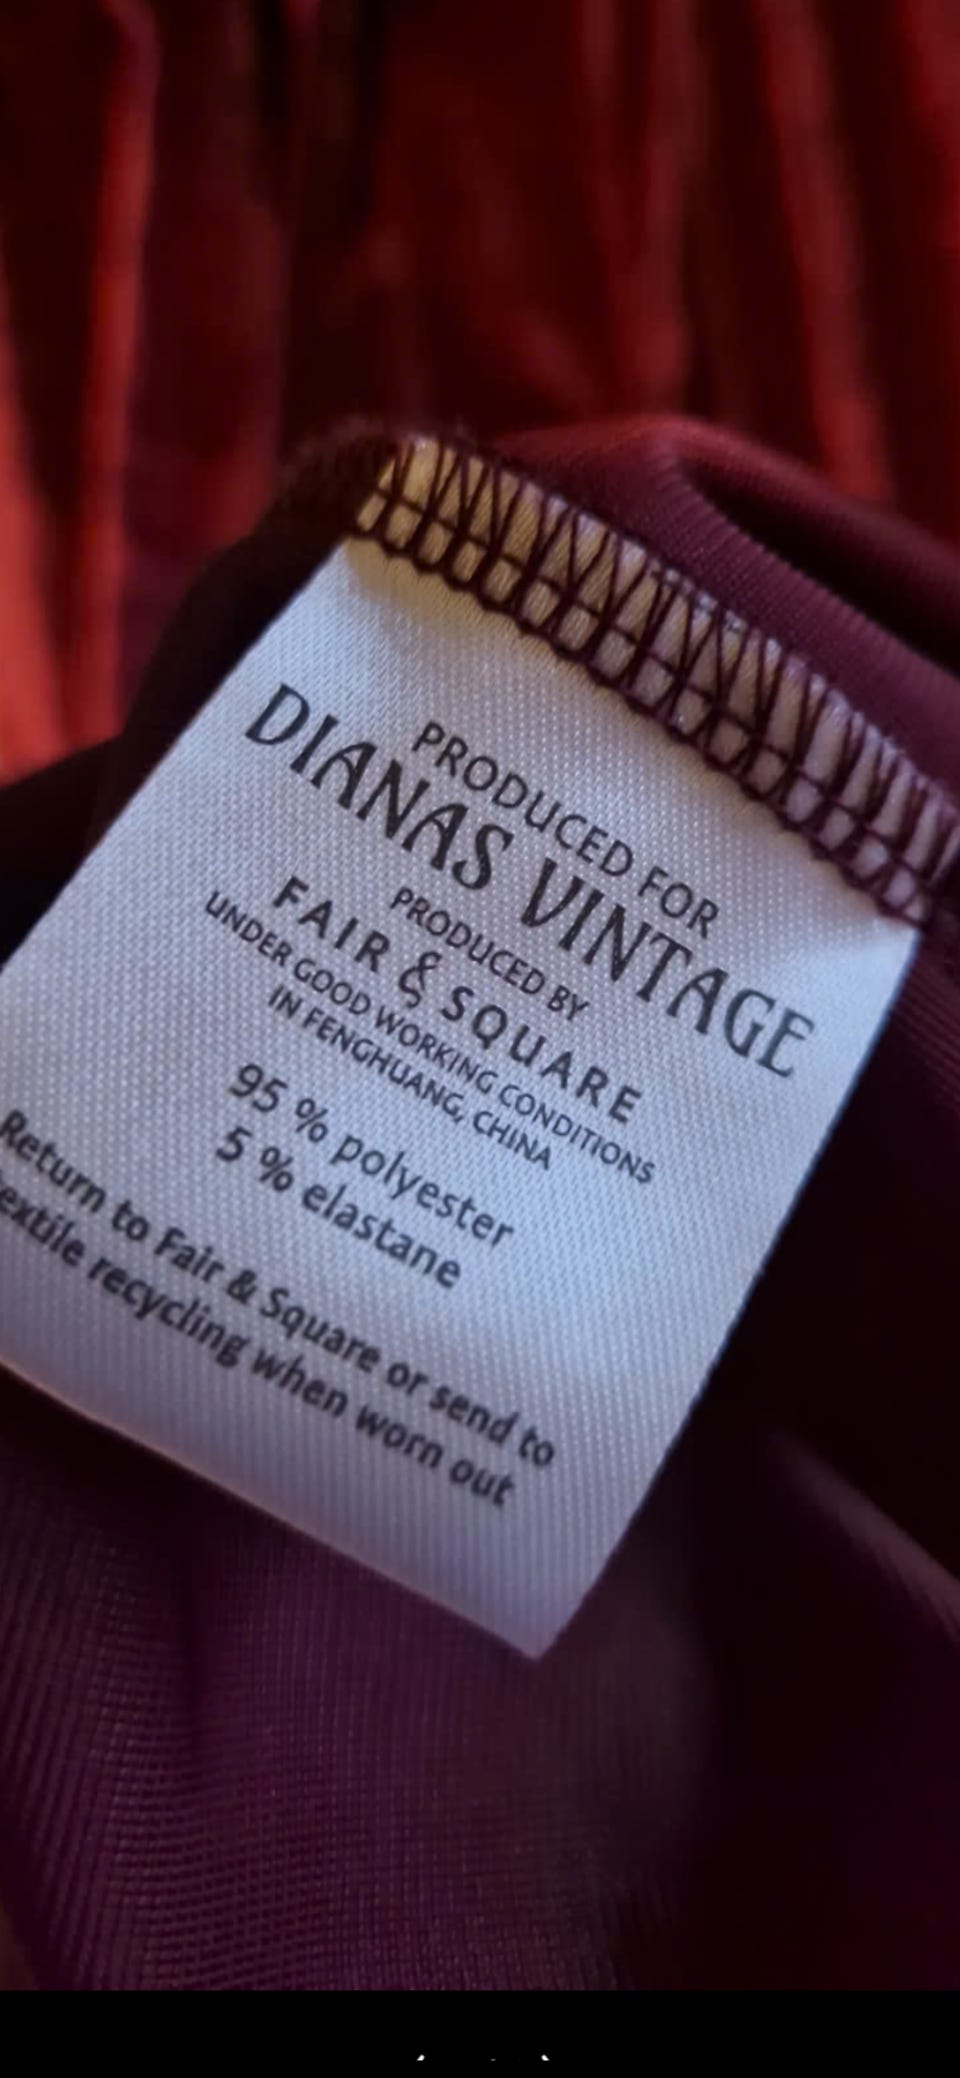 PRODUCED FOR
DIANAS VINTAGE
PRODUCED BY
FAIR & SQUARE
UNDER GOOD WORKING CONDITIONS
IN FENGHUANG, CHINA
95 % polyester
5 % elastane
Return to Fair & Square or send to
textile recycling when worn out